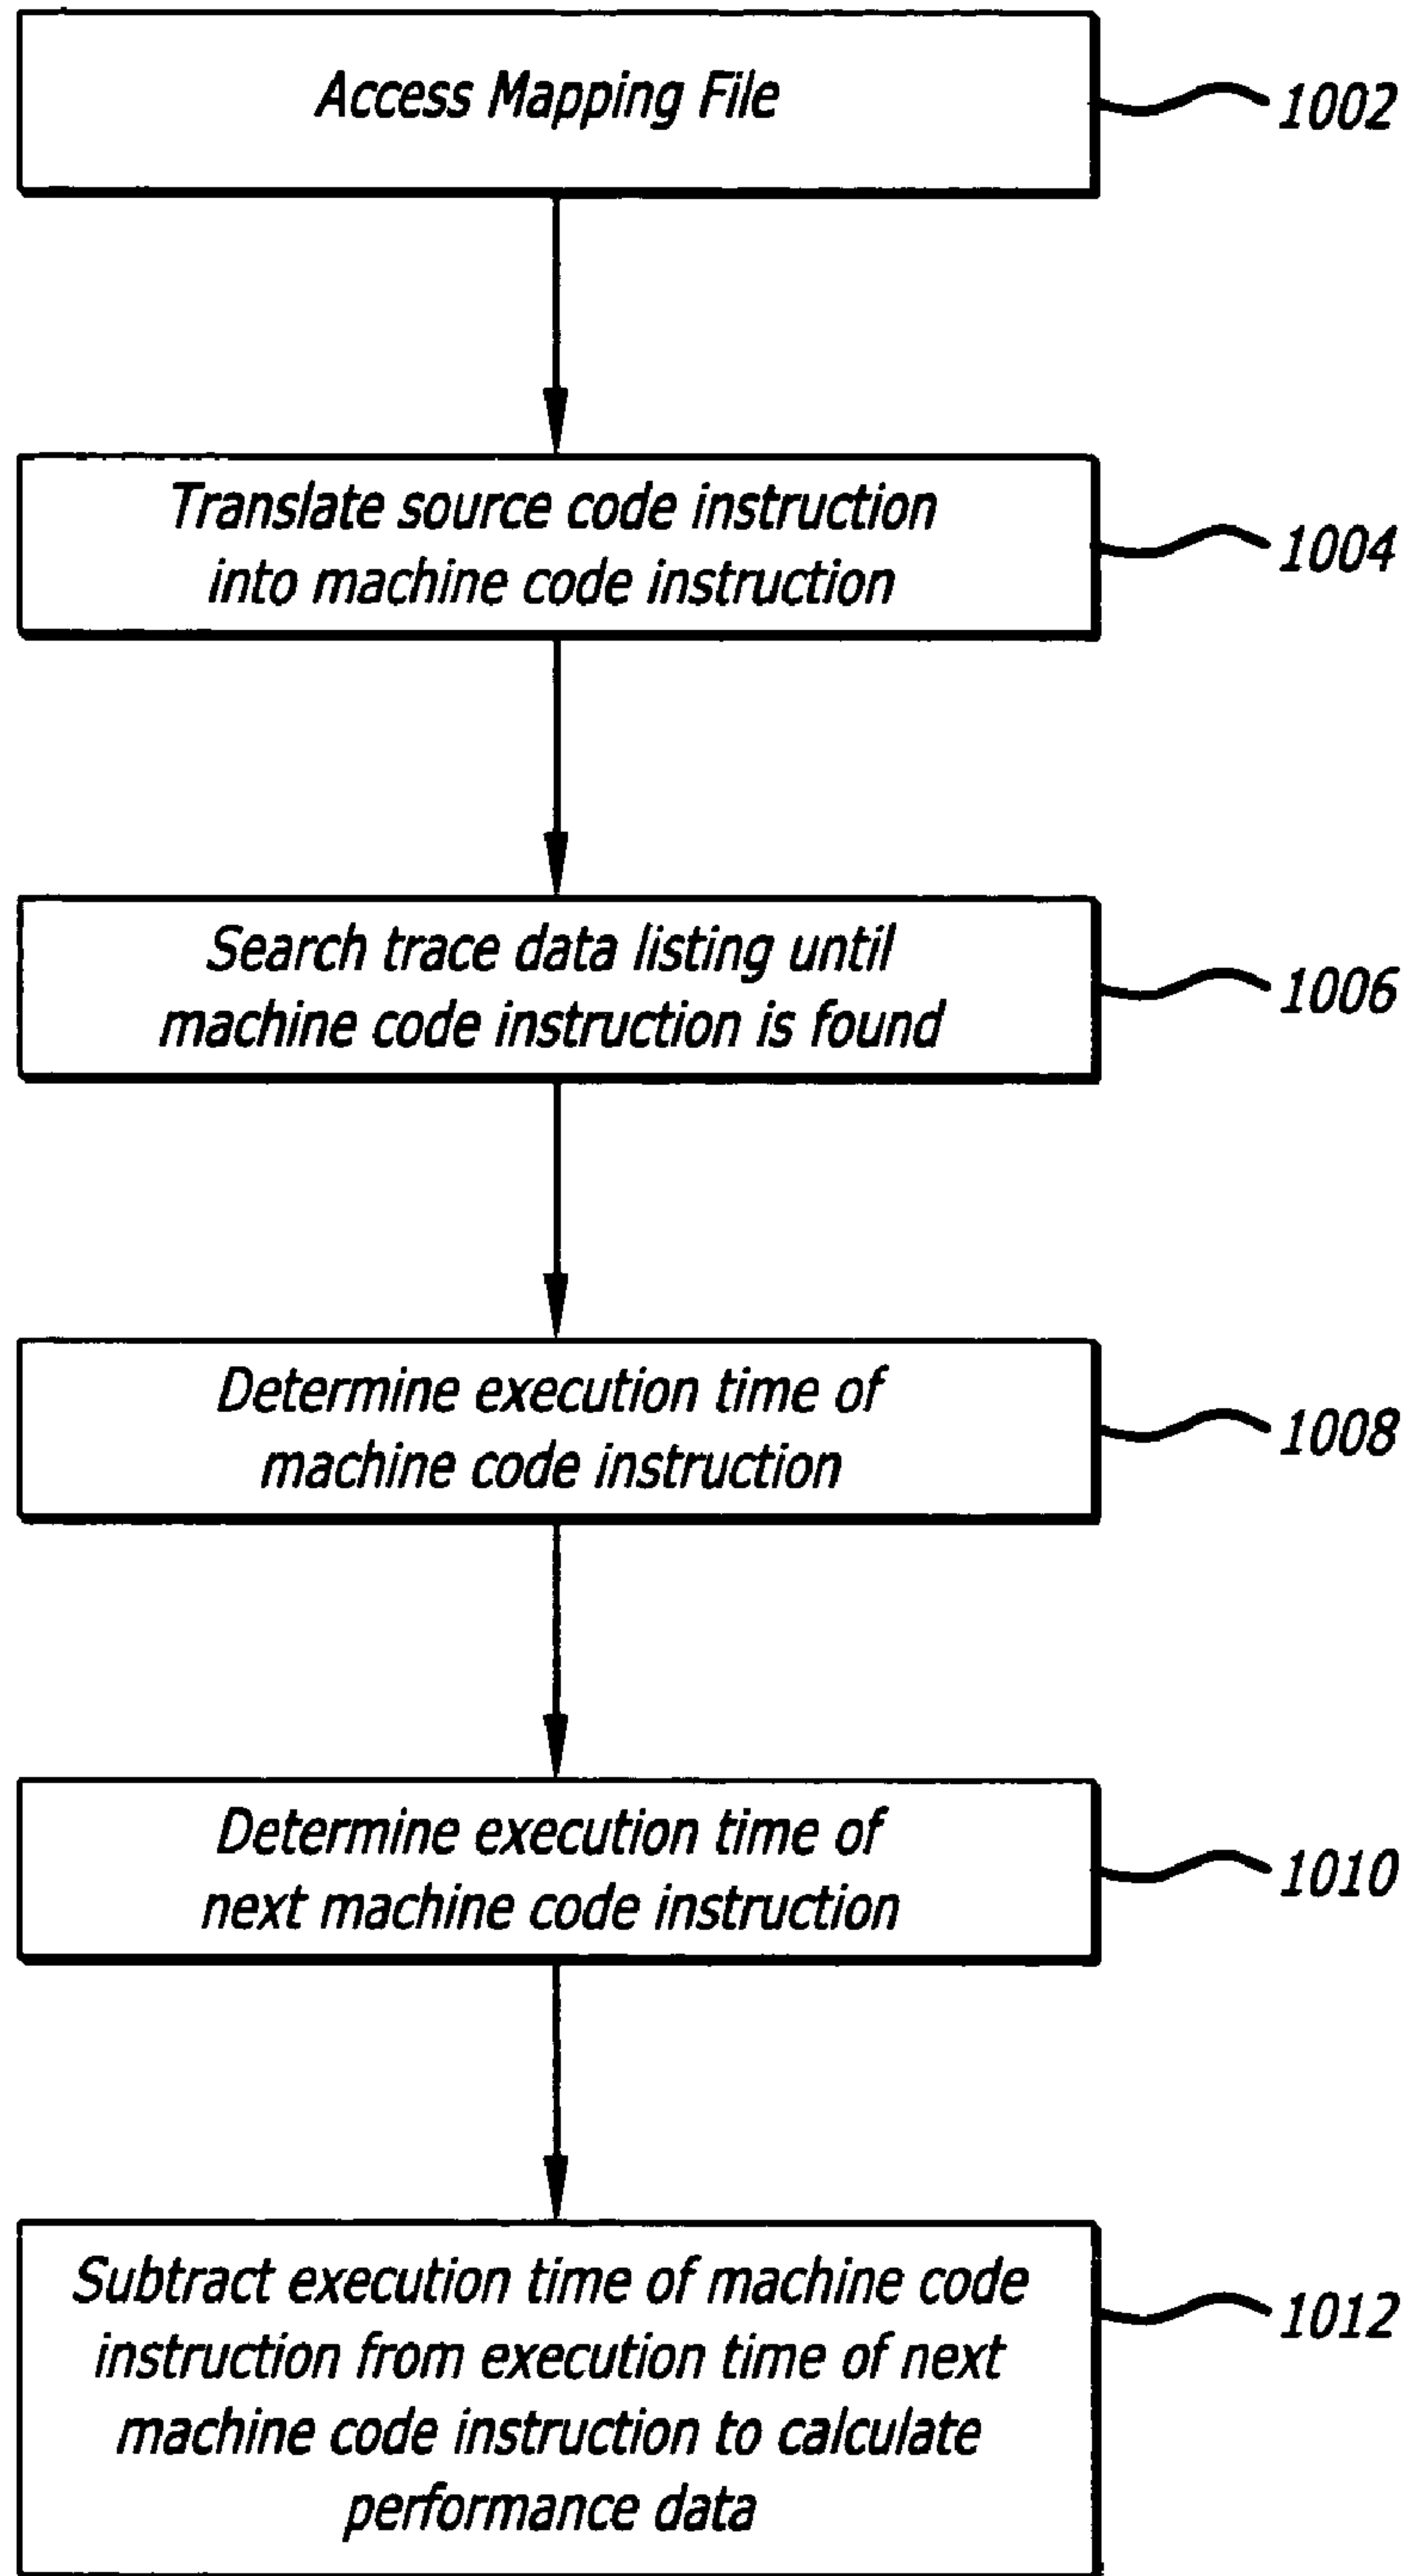 Access Mapping File
1002
Translate source code instruction
into machine code instruction
1004
Search trace data listing until
machine code instruction is found
1006
Determine execution time of
machine code instruction
1008
Determine execution time of
next machine code instruction
1010
Subtract execution time of machine code
instruction from execution time of next
machine code instruction to calculate
performance data
1012